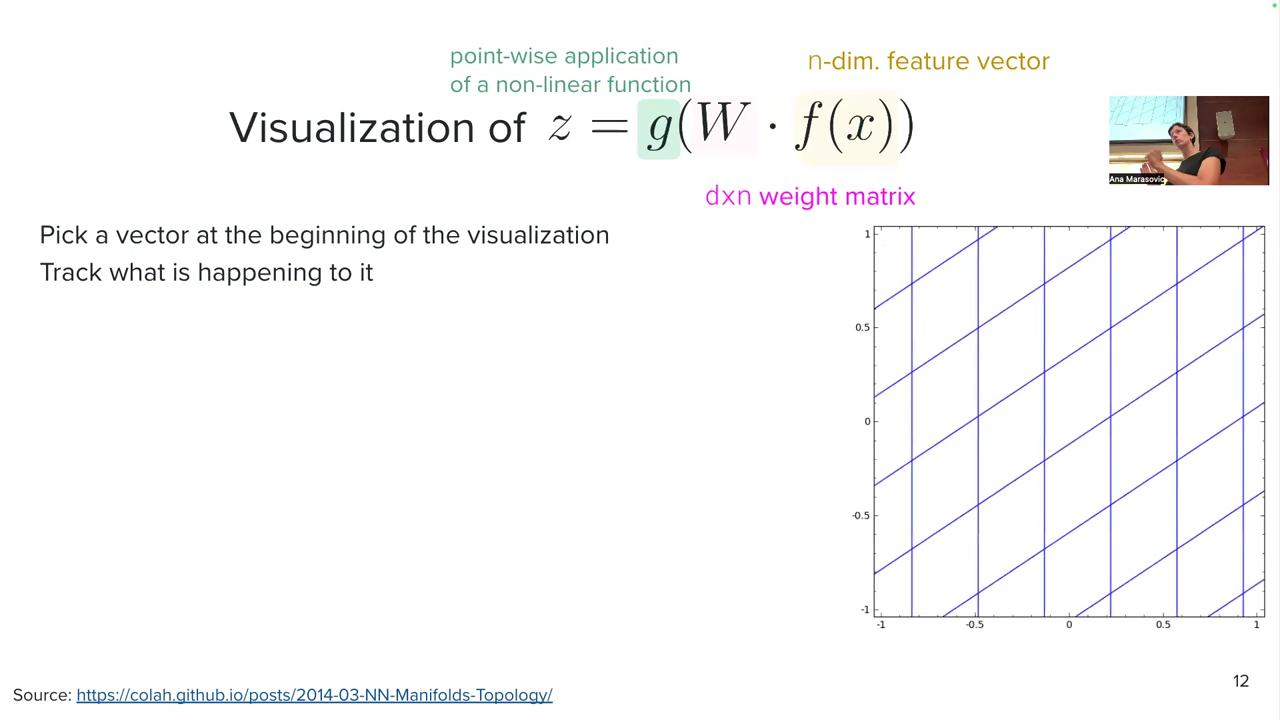 point-wise application
of a non-linear function
n-dim. feature vector
Visualization of z = g(W · f(x))
Ana Marasovic
dxn weight matrix
Pick a vector at the beginning of the visualization
Track what is happening to it
1
0.5
0
-0.5
-1
-1 -0.5 0 0.5 1
Source: https://colah.github.io/posts/2014-03-NN-Manifolds-Topology/
12